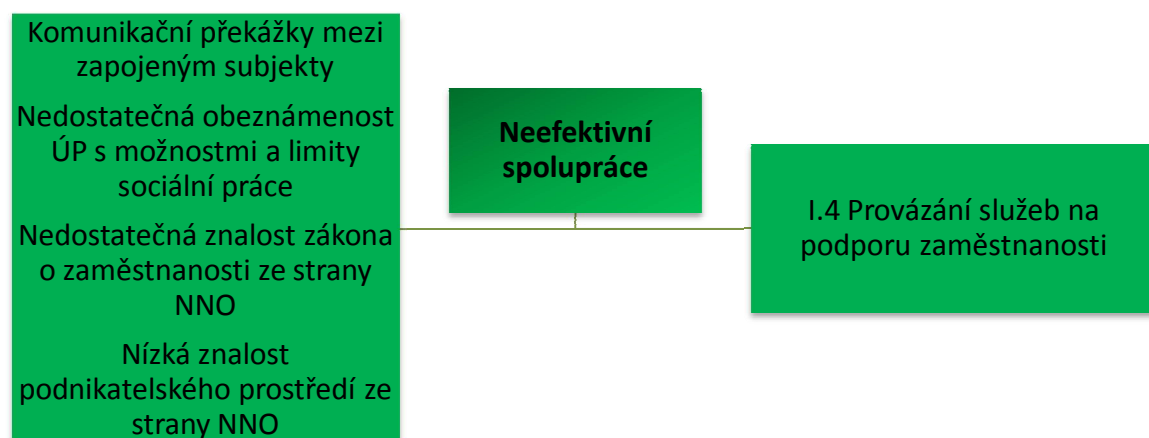 Komunikační překážky mezi
zapojeným subjekty
Nedostatečná obeznámenost
ÚP s možnostmi a limity
sociální práce
Nedostatečná znalost zákona
o zaměstnanosti ze strany
NNO
Nízká znalost
podnikatelského prostředí ze
strany NNO
Neefektivní
spolupráce
I.4 Provázání služeb na
podporu zaměstnanosti